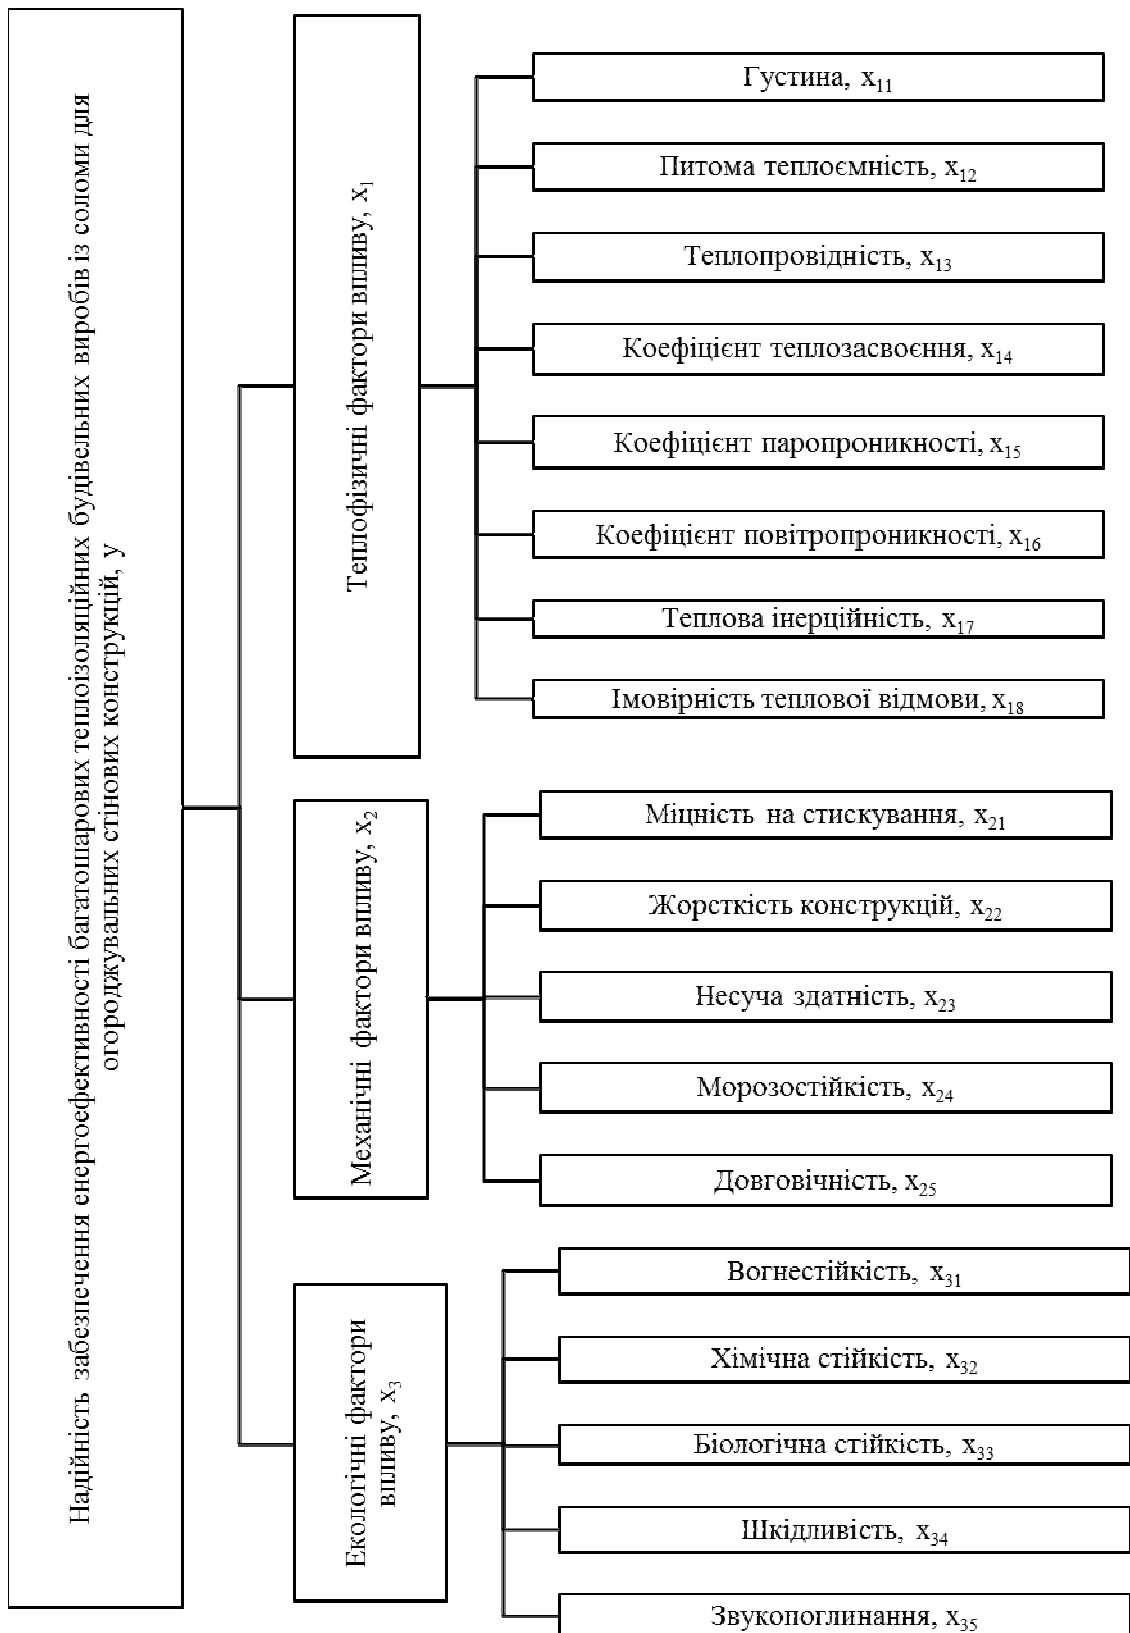 Надійність забезпечення енергоефективності багатошарових теплоізоляційних будівельних виробів із соломи для
огороджувальних стінових конструкцій, y
Теплофізичні фактори впливу, x₁
Густина, x₁₁
Питома теплоємність, x₁₂
Теплопровідність, x₁₃
Коефіцієнт теплозасвоєння, x₁₄
Коефіцієнт паропроникності, x₁₅
Коефіцієнт повітропроникності, x₁₆
Теплова інерційність, x₁₇
Імовірність теплової відмови, x₁₈
Механічні фактори впливу, x₂
Міцність на стискування, x₂₁
Жорсткість конструкцій, x₂₂
Несуча здатність, x₂₃
Морозостійкість, x₂₄
Довговічність, x₂₅
Екологічні фактори
впливу, x₃
Вогнестійкість, x₃₁
Хімічна стійкість, x₃₂
Біологічна стійкість, x₃₃
Шкідливість, x₃₄
Звукопоглинання, x₃₅